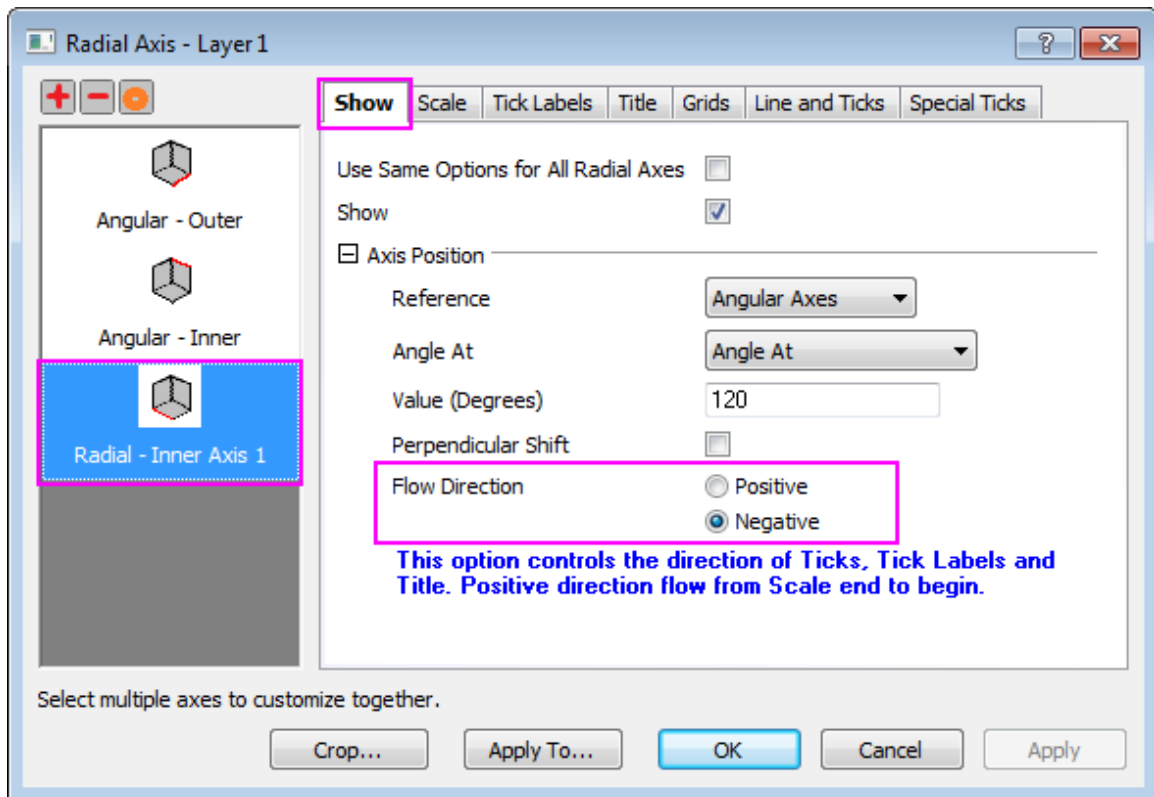 Radial Axis - Layer 1
Show Scale Tick Labels Title Grids Line and Ticks Special Ticks
Angular - Outer
Angular - Inner
Radial - Inner Axis 1
Use Same Options for All Radial Axes
Show
Axis Position
Reference Angular Axes
Angle At Angle At
Value (Degrees) 120
Perpendicular Shift
Flow Direction Positive
Negative
This option controls the direction of Ticks, Tick Labels and
Title. Positive direction flow from Scale end to begin.
Select multiple axes to customize together.
Crop... Apply To... OK Cancel Apply